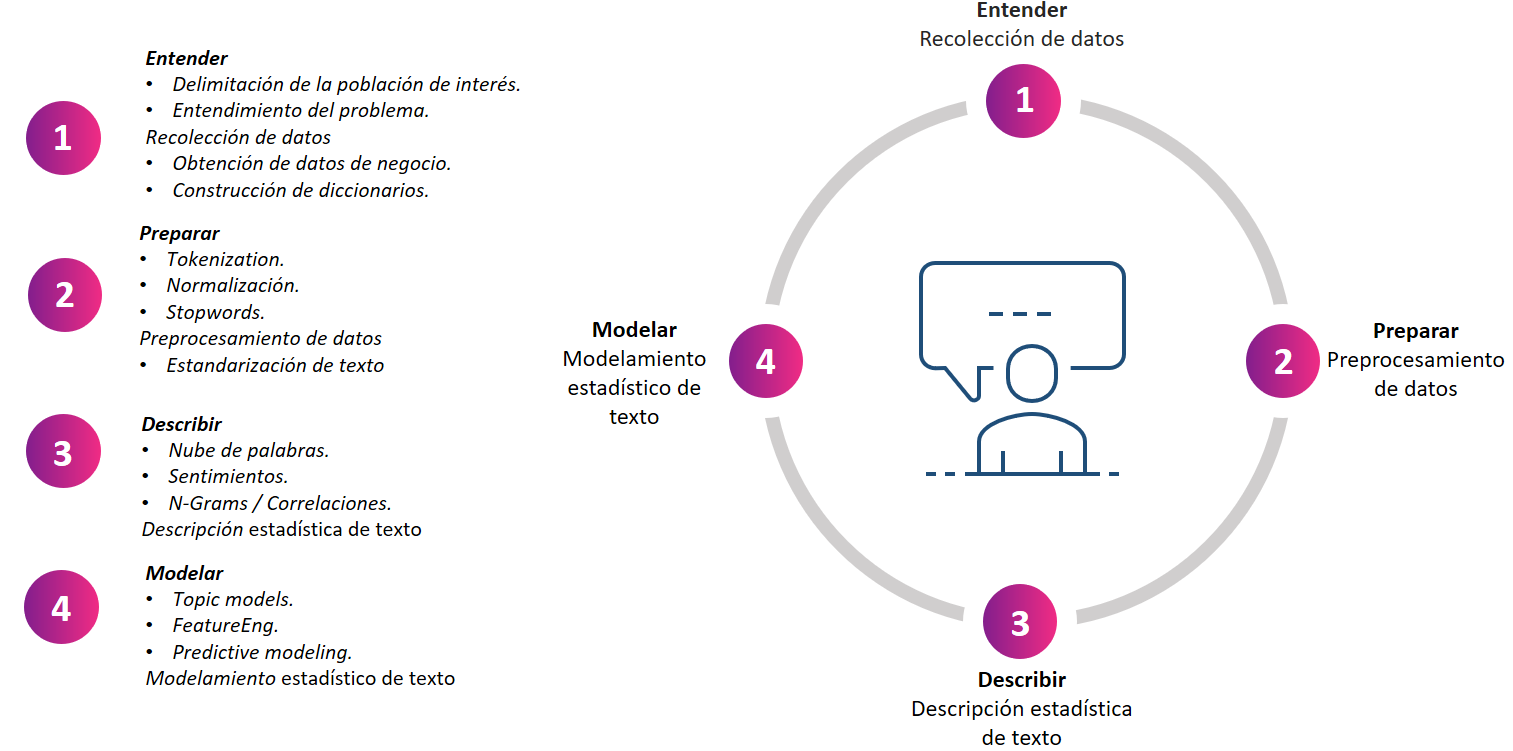 1
Entender
• Delimitación de la población de interés.
• Entendimiento del problema.
Recolección de datos
• Obtención de datos de negocio.
• Construcción de diccionarios.
2
Preparar
• Tokenization.
• Normalización.
• Stopwords.
Preprocesamiento de datos
• Estandarización de texto
3
Describir
• Nube de palabras.
• Sentimientos.
• N-Grams / Correlaciones.
Descripción estadística de texto
4
Modelar
• Topic models.
• FeatureEng.
• Predictive modeling.
Modelamiento estadístico de texto
Entender
Recolección de datos
1
Preparar
Preprocesamiento
de datos
2
3
Describir
Descripción estadística
de texto
Modelar
Modelamiento
estadístico de
texto
4